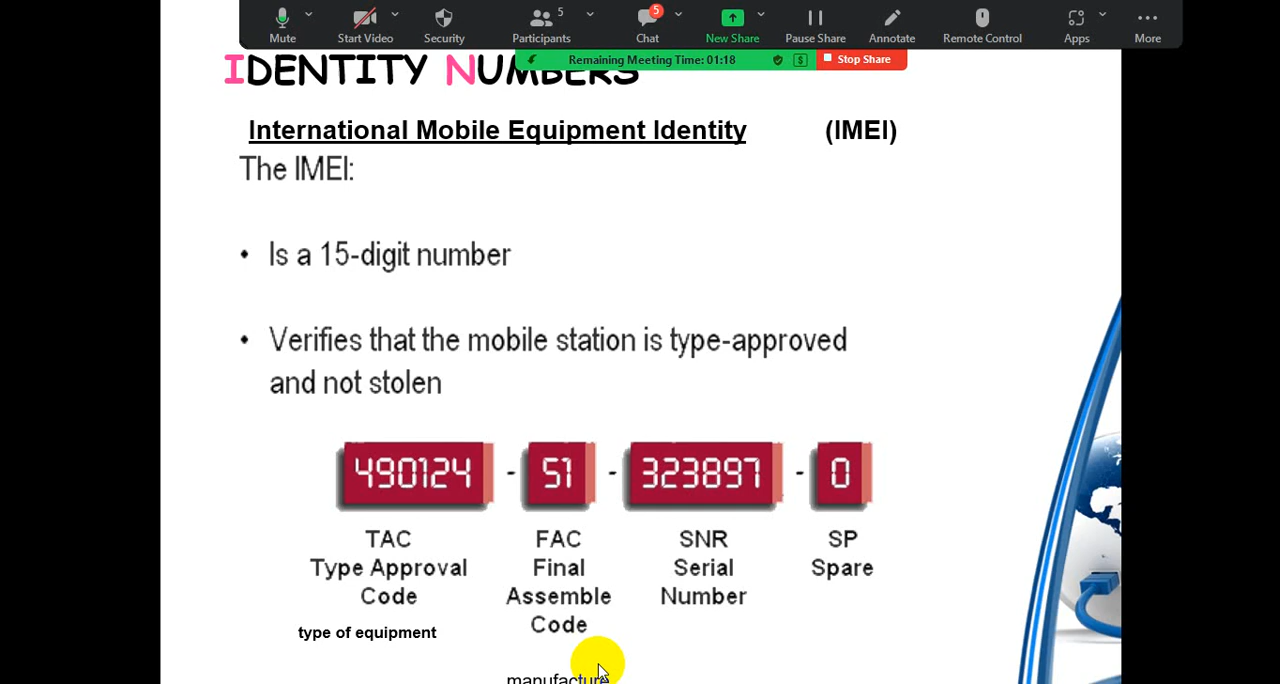 Mute
Start Video
Security
Participants
5
Chat
5
New Share
Pause Share
Annotate
Remote Control
Apps
More
Remaining Meeting Time: 01:18
Stop Share
IDENTITY NUMBERS
International Mobile Equipment Identity (IMEI)
The IMEI:
• Is a 15-digit number
• Verifies that the mobile station is type-approved
and not stolen
490124 - 51 - 323897 - 0
TAC FAC SNR SP
Type Approval Final Serial Spare
Code Assemble Number
Code
type of equipment
manufacture